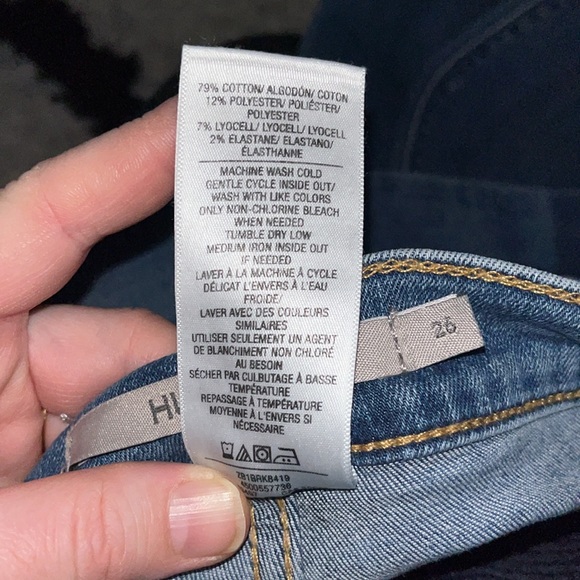 79% COTTON/ ALGODÓN/ COTON
12% POLYESTER/ POLIÉSTER/
POLYESTER
7% LYOCELL/ LYOCELL/ LYOCELL
2% ELASTANE/ ELASTANO/
ÉLASTHANNE
MACHINE WASH COLD
GENTLE CYCLE INSIDE OUT/
WASH WITH LIKE COLORS
ONLY NON-CHLORINE BLEACH
WHEN NEEDED
TUMBLE DRY LOW
MEDIUM IRON INSIDE OUT
IF NEEDED
LAVER À LA MACHINE À CYCLE
DÉLICAT L'ENVERS À L'EAU
FROIDE/
LAVER AVEC DES COULEURS
SIMILAIRES
UTILISER SEULEMENT UN AGENT
DE BLANCHIMENT NON CHLORÉ
AU BESOIN
SÉCHER PAR CULBUTAGE À BASSE
TEMPÉRATURE
REPASSAGE À TEMPÉRATURE
MOYENNE À L'ENVERS SI
NÉCESSAIRE
281BRK8419
4500557736
26